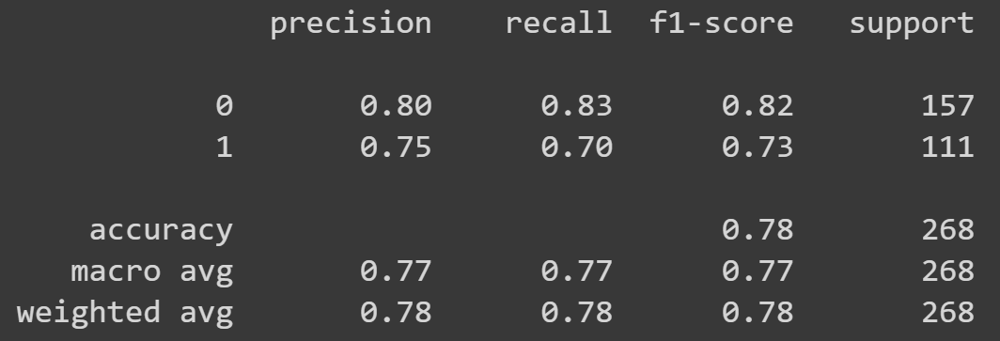 precision recall f1-score support
0 0.80 0.83 0.82 157
1 0.75 0.70 0.73 111
accuracy 0.78 268
macro avg 0.77 0.77 0.77 268
weighted avg 0.78 0.78 0.78 268